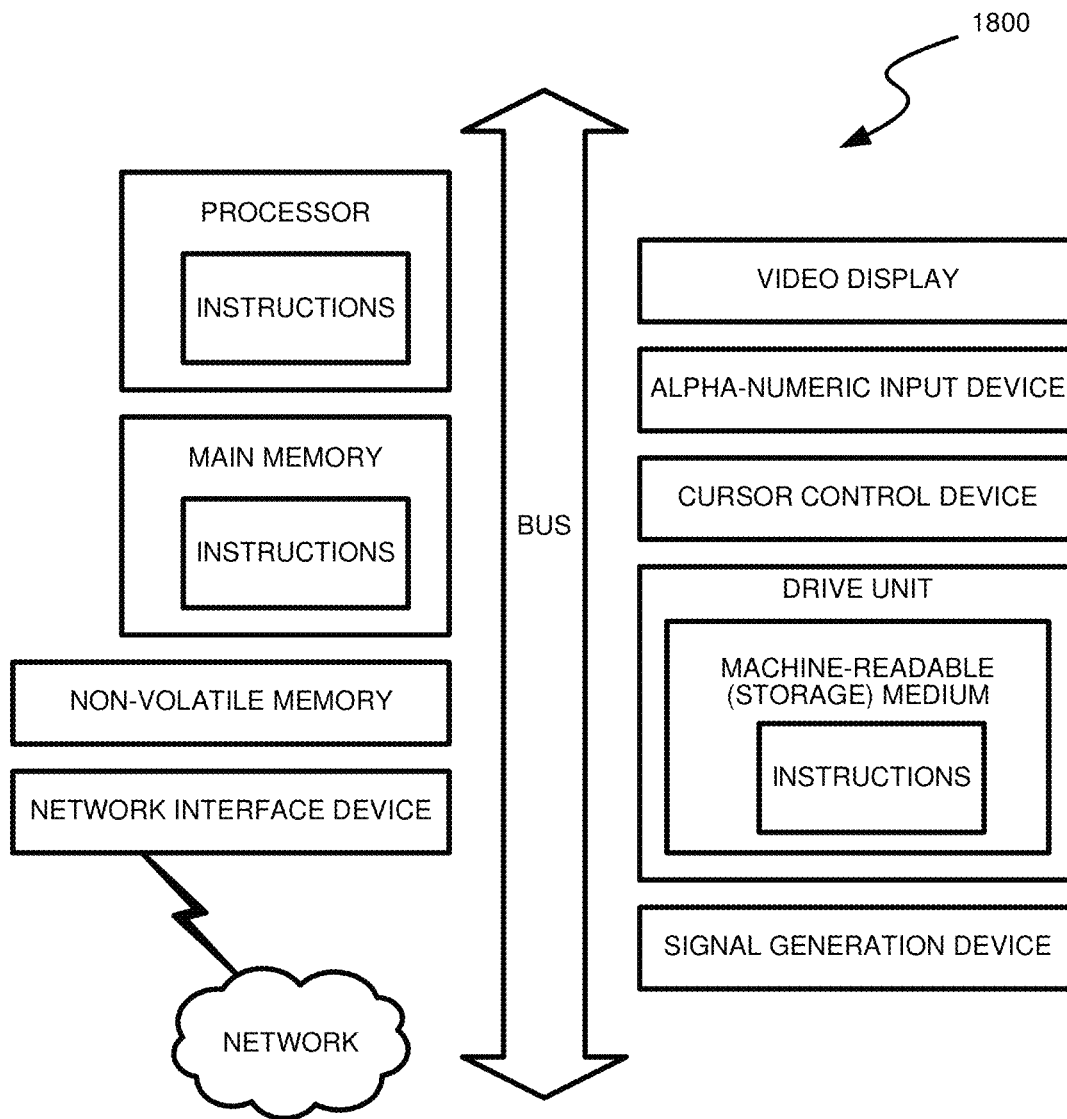 1800
PROCESSOR
INSTRUCTIONS
MAIN MEMORY
INSTRUCTIONS
NON-VOLATILE MEMORY
NETWORK INTERFACE DEVICE
NETWORK
BUS
VIDEO DISPLAY
ALPHA-NUMERIC INPUT DEVICE
CURSOR CONTROL DEVICE
DRIVE UNIT
MACHINE-READABLE
(STORAGE) MEDIUM
INSTRUCTIONS
SIGNAL GENERATION DEVICE